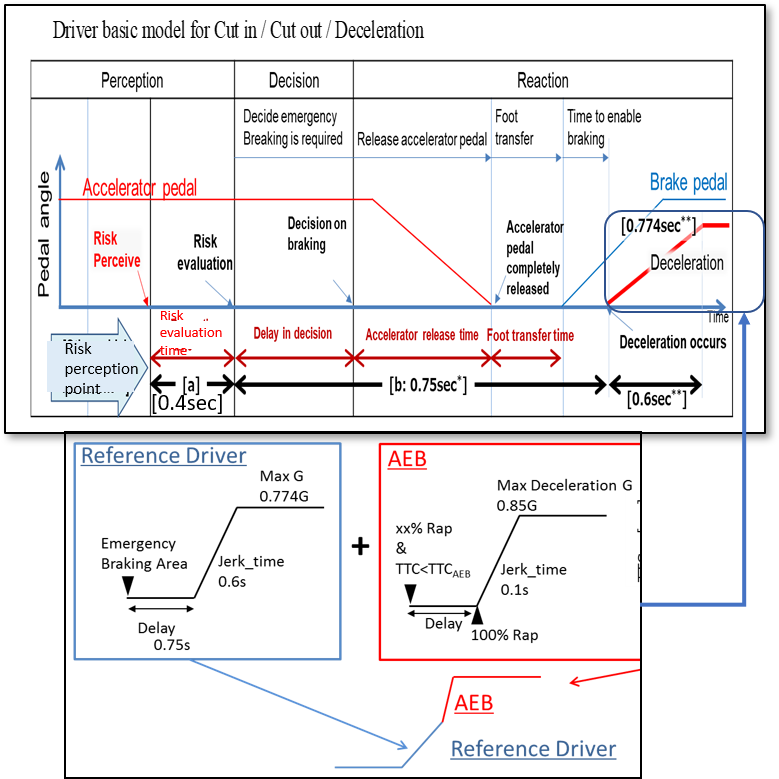 Driver basic model for Cut in / Cut out / Deceleration
Perception
Decision
Reaction
Decide emergency
Breaking is required
Release accelerator pedal
Foot
transfer
Time to enable
braking
Pedal angle
Accelerator pedal
Brake pedal
Risk
Perceive
Risk
evaluation
Decision on
braking
Accelerator
pedal
completely
released
[0.774sec**]
Deceleration
Time
Risk
perception
point...
Risk
evaluation
time
Delay in decision
Accelerator release time
Foot transfer time
Deceleration occurs
[a]
[0.4sec]
[b: 0.75sec*]
[0.6sec**]
Reference Driver
Max G
0.774G
Emergency
Braking Area
Jerk_time
0.6s
Delay
0.75s
+
AEB
Max Deceleration G
0.85G
xx% Rap
&
TTC<TTCAEB
Jerk_time
0.1s
Delay
100% Rap
AEB
Reference Driver